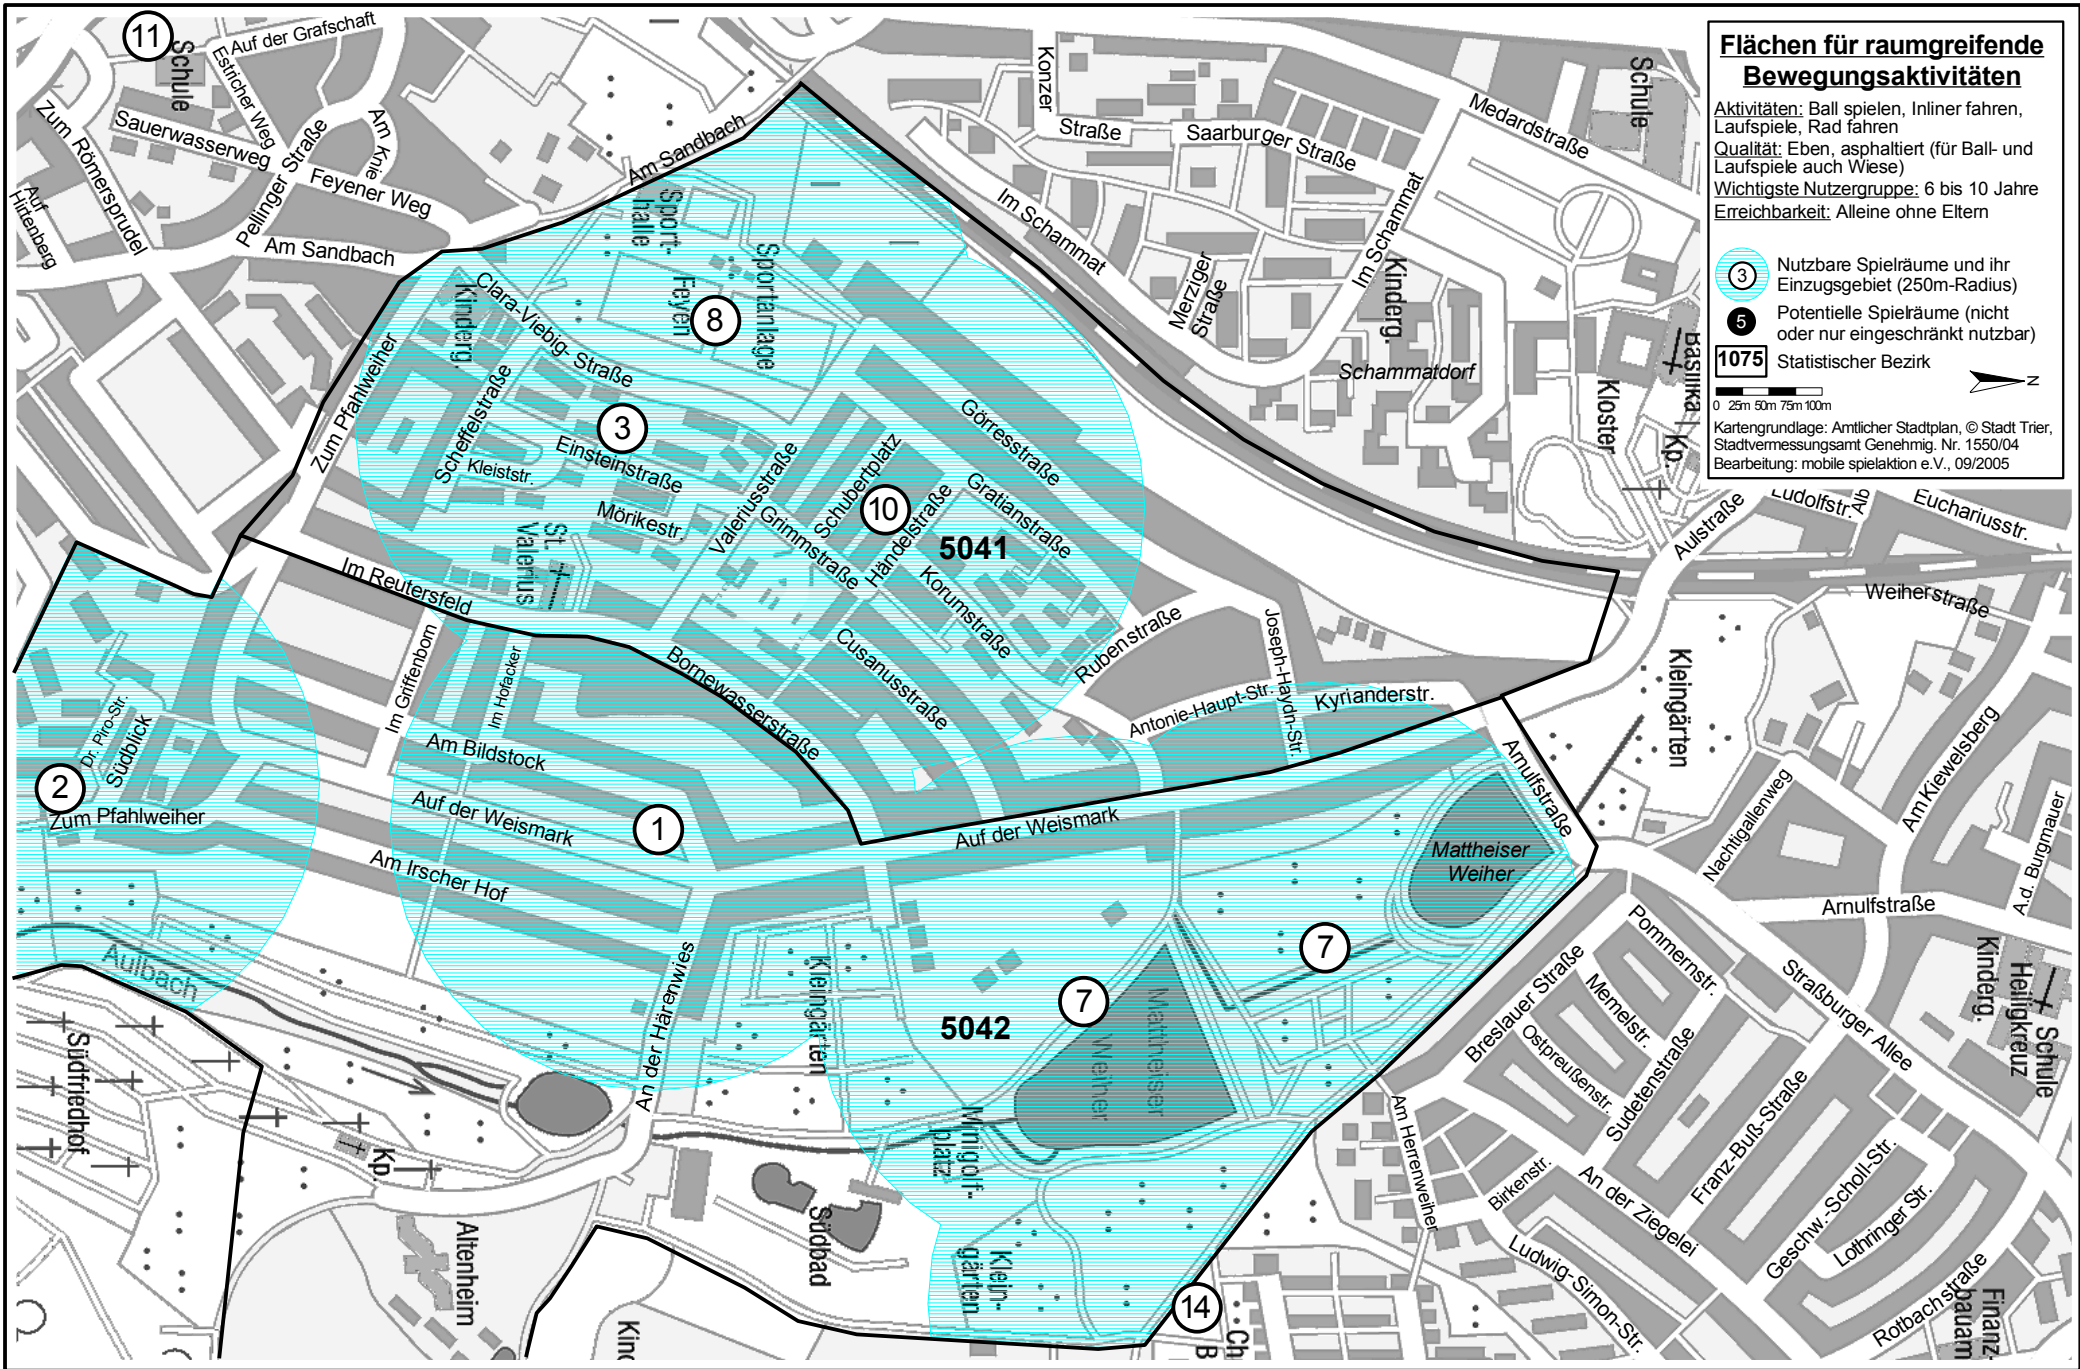 Flächen für raumgreifende
Bewegungsaktivitäten
Aktivitäten: Ball spielen, Inliner fahren,
Laufspiele, Rad fahren
Qualität: Eben, asphaltiert (für Ball- und
Laufspiele auch Wiese)
Wichtigste Nutzergruppe: 6 bis 10 Jahre
Erreichbarkeit: Alleine ohne Eltern
3
Nutzbare Spielräume und ihr
Einzugsgebiet (250m-Radius)
5
Potentielle Spielräume (nicht
oder nur eingeschränkt nutzbar)
1075 Statistischer Bezirk
N
0 25m 50m 75m 100m
Kartengrundlage: Amtlicher Stadtplan, © Stadt Trier,
Stadtvermessungsamt Genehmig. Nr. 1550/04
Bearbeitung: mobile spielaktion e.V., 09/2005
11
Schule
Auf der Grafschaft
Estricher Weg
Sauerwasserweg
Zum Römersprudel
Pellinger Straße
Am Knie
Feyener Weg
Auf
Hirtenberg
Am Sandbach
Am Sandbach
Zum Pfahlweiher
Kinderg.
Clara-Viebig-Straße
Sport-
halle
Sportanlage
Feyen
8
3
Scheffelstraße
Kleiststr.
Einsteinstraße
Mörikestr.
St.
Valerius
Valeriusstraße
Grimmstraße
Schubertplatz
10
Händelstraße
5041
Görresstraße
Gratianstraße
Korumstraße
Cusanusstraße
Bornewasserstraße
Im Reutersfeld
Rubenstraße
Joseph-Haydn-Str.
Antonie-Haupt-Str.
Kyrianderstr.
Konzer
Straße
Saarburger Straße
Medardstraße
Schule
Im Schammat
Im Schammat
Merziger
Straße
Kinderg.
Schammatdorf
Kloster
Basilika
Kp.
Aulstraße
Ludolfstr.
Alb
Euchariusstr.
Weiherstraße
Kleingärten
Am Kiewelsberg
Nachtigallenweg
A.d. Burgmauer
Arnulfstraße
Arnulfstraße
Kinderg.
Heiligkreuz
Schule
Straßburger Allee
Pommernstr.
Breslauer Straße
Memelstr.
Ostpreußenstr.
Sudetenstraße
Franz-Buß-Straße
Am Herrenweiher
Birkenstr.
An der Ziegelei
Geschw.-Scholl-Str.
Lothringer Str.
Ludwig-Simon-Str.
Rotbachstraße
Finanz-
bauam
2
Dr. Piro-Str.
Südblick
Zum Pfahlweiher
Im Griffenborn
Im Hofacker
Am Bildstock
Auf der Weismark
1
Am Irscher Hof
Auf der Weismark
An der Härenwies
Kleingärten
5042
7
7
Mattheiser
Weiher
Mattheiser
Weiher
Minigolf-
platz
Klein-
gärten
14
Ch
B
Südbad
Aulbach
Südfriedhof
Kp.
Altenheim
Kind